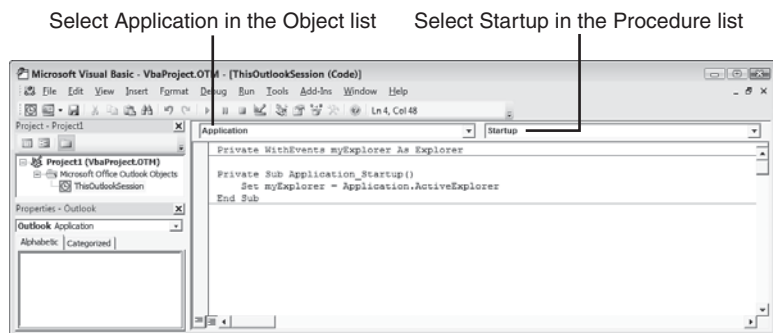 Select Application in the Object list
Select Startup in the Procedure list
Microsoft Visual Basic - VbaProject.OTM - [ThisOutlookSession (Code)]
File Edit View Insert Format Debug Run Tools Add-Ins Window Help
Ln 4, Col 48
Project - Project1
Project1 (VbaProject.OTM)
Microsoft Office Outlook Objects
ThisOutlookSession
Properties - Outlook
Outlook Application
Alphabetic Categorized
Application
Startup
Private WithEvents myExplorer As Explorer
Private Sub Application_Startup()
Set myExplorer = Application.ActiveExplorer
End Sub